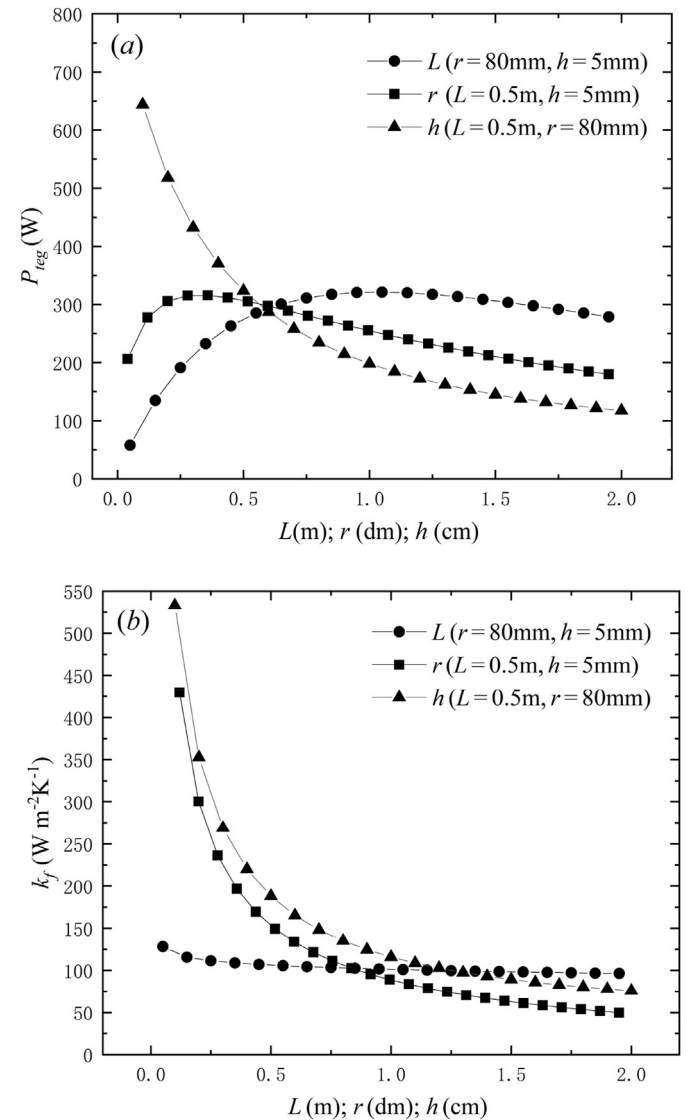 (a)
L (r=80mm, h=5mm)
r (L=0.5m, h=5mm)
h (L=0.5m, r=80mm)
800
700
600
500
400
300
200
100
0
P_teg (W)
0.0 0.5 1.0 1.5 2.0
L(m); r (dm); h (cm)
(b)
L (r=80mm, h=5mm)
r (L=0.5m, h=5mm)
h (L=0.5m, r=80mm)
550
500
450
400
350
300
250
200
150
100
50
0
k_f (W m⁻²K⁻¹)
0.0 0.5 1.0 1.5 2.0
L(m); r (dm); h (cm)